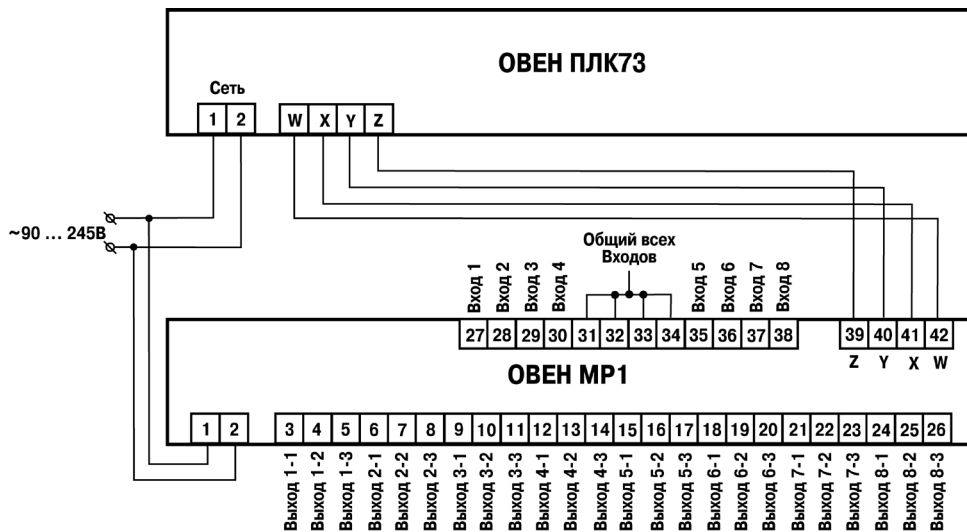 ОВЕН ПЛК73
Сеть
1 2 W X Y Z
~90 ... 245В
Общий всех
Входов
Вход 1
Вход 2
Вход 3
Вход 4
Вход 5
Вход 6
Вход 7
Вход 8
27 28 29 30 31 32 33 34 35 36 37 38 39 40 41 42
Z Y X W
ОВЕН МР1
1 2 3 4 5 6 7 8 9 10 11 12 13 14 15 16 17 18 19 20 21 22 23 24 25 26
Выход 1-1
Выход 1-2
Выход 1-3
Выход 2-1
Выход 2-2
Выход 2-3
Выход 3-1
Выход 3-2
Выход 3-3
Выход 4-1
Выход 4-2
Выход 4-3
Выход 5-1
Выход 5-2
Выход 5-3
Выход 6-1
Выход 6-2
Выход 6-3
Выход 7-1
Выход 7-2
Выход 7-3
Выход 8-1
Выход 8-2
Выход 8-3